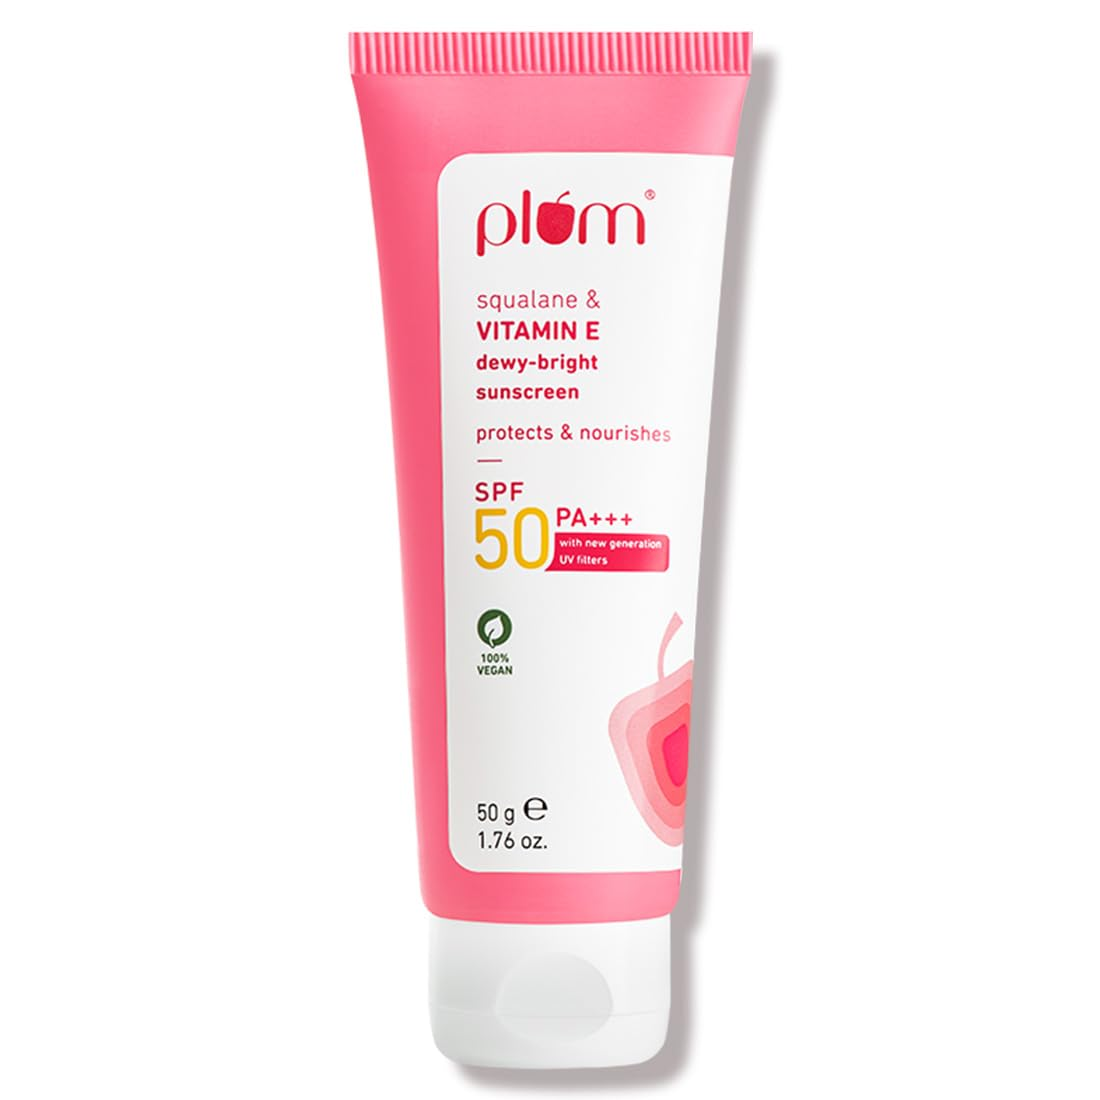 plum®
squalane &
VITAMIN E
dewy-bright
sunscreen
protects & nourishes
SPF
50 PA+++
with new generation
UV filters
100%
VEGAN
50 g ℮
1.76 oz.